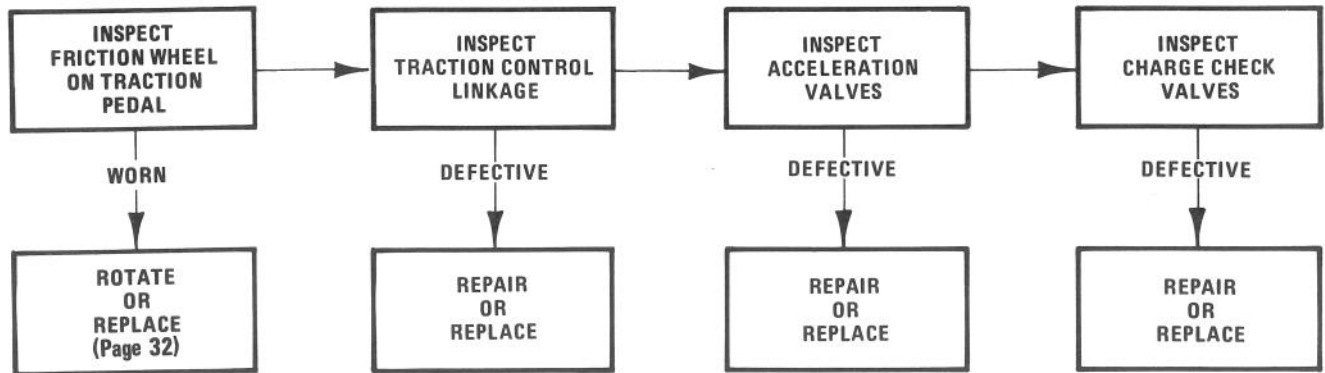 INSPECT
FRICTION WHEEL
ON TRACTION
PEDAL
INSPECT
TRACTION CONTROL
LINKAGE
INSPECT
ACCELERATION
VALVES
INSPECT
CHARGE CHECK
VALVES
WORN
DEFECTIVE
DEFECTIVE
DEFECTIVE
ROTATE
OR
REPLACE
(Page 32)
REPAIR
OR
REPLACE
REPAIR
OR
REPLACE
REPAIR
OR
REPLACE